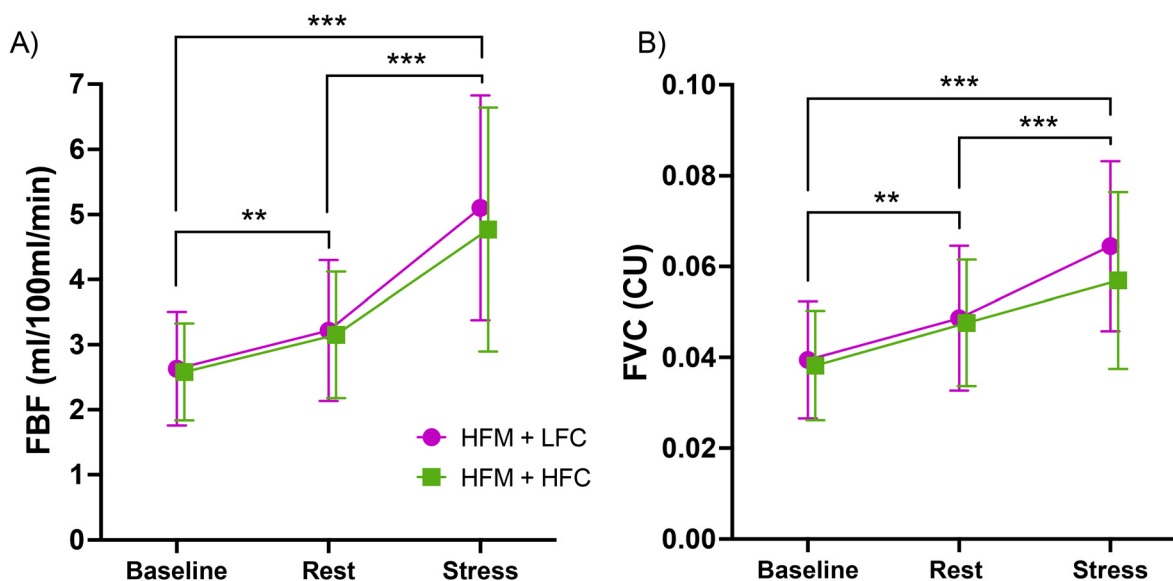 A)
FBF (ml/100ml/min)
7
6
5
4
3
2
1
0
***
***
**
HFM + LFC
HFM + HFC
Baseline Rest Stress
B)
FVC (CU)
0.10
0.08
0.06
0.04
0.02
0.00
***
***
**
Baseline Rest Stress